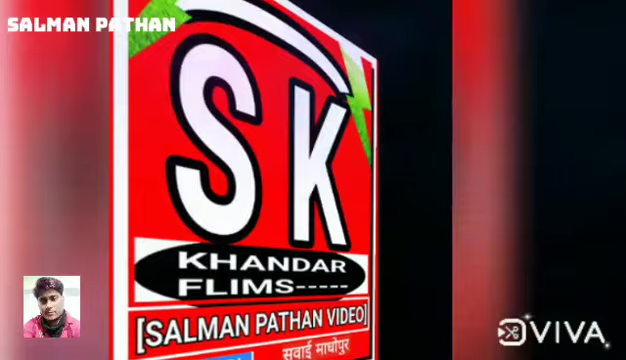 SALMAN PATHAN
SK
KHANDAR
FLIMS-----
[SALMAN PATHAN VIDEO]
सवाई माधोपुर
VIVA